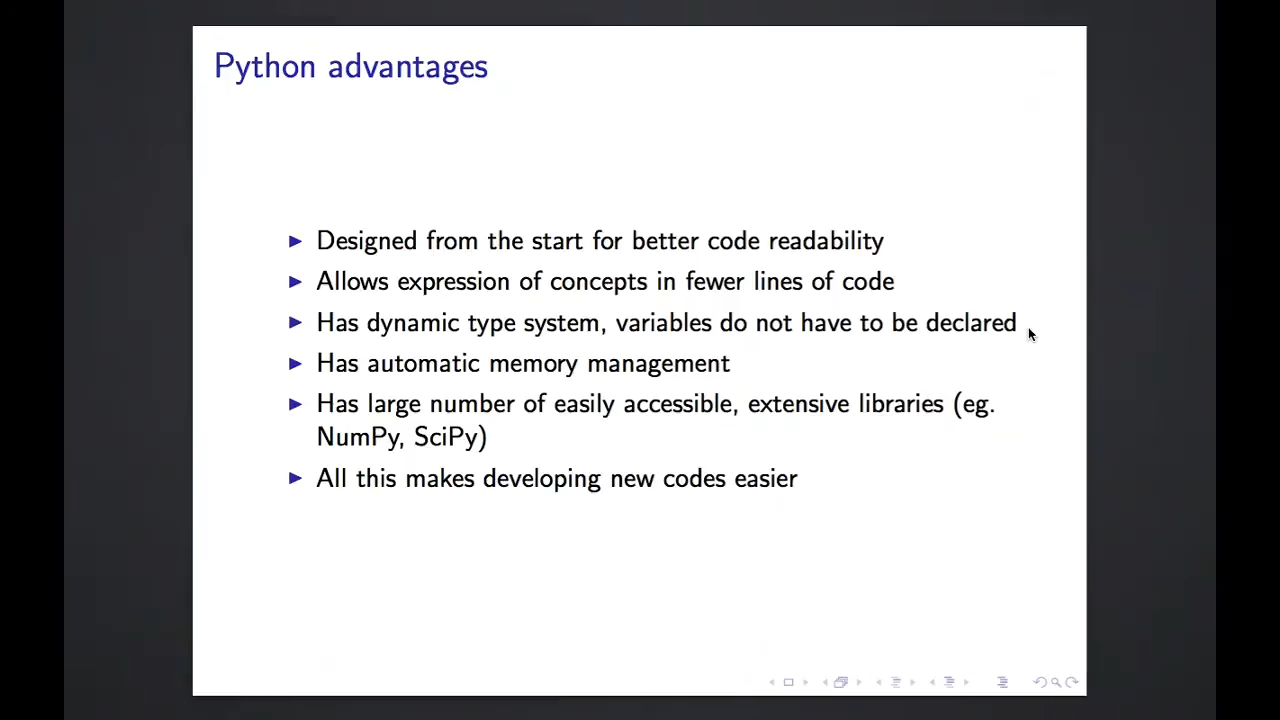 Python advantages
Designed from the start for better code readability
Allows expression of concepts in fewer lines of code
Has dynamic type system, variables do not have to be declared
Has automatic memory management
Has large number of easily accessible, extensive libraries (eg.
NumPy, SciPy)
All this makes developing new codes easier